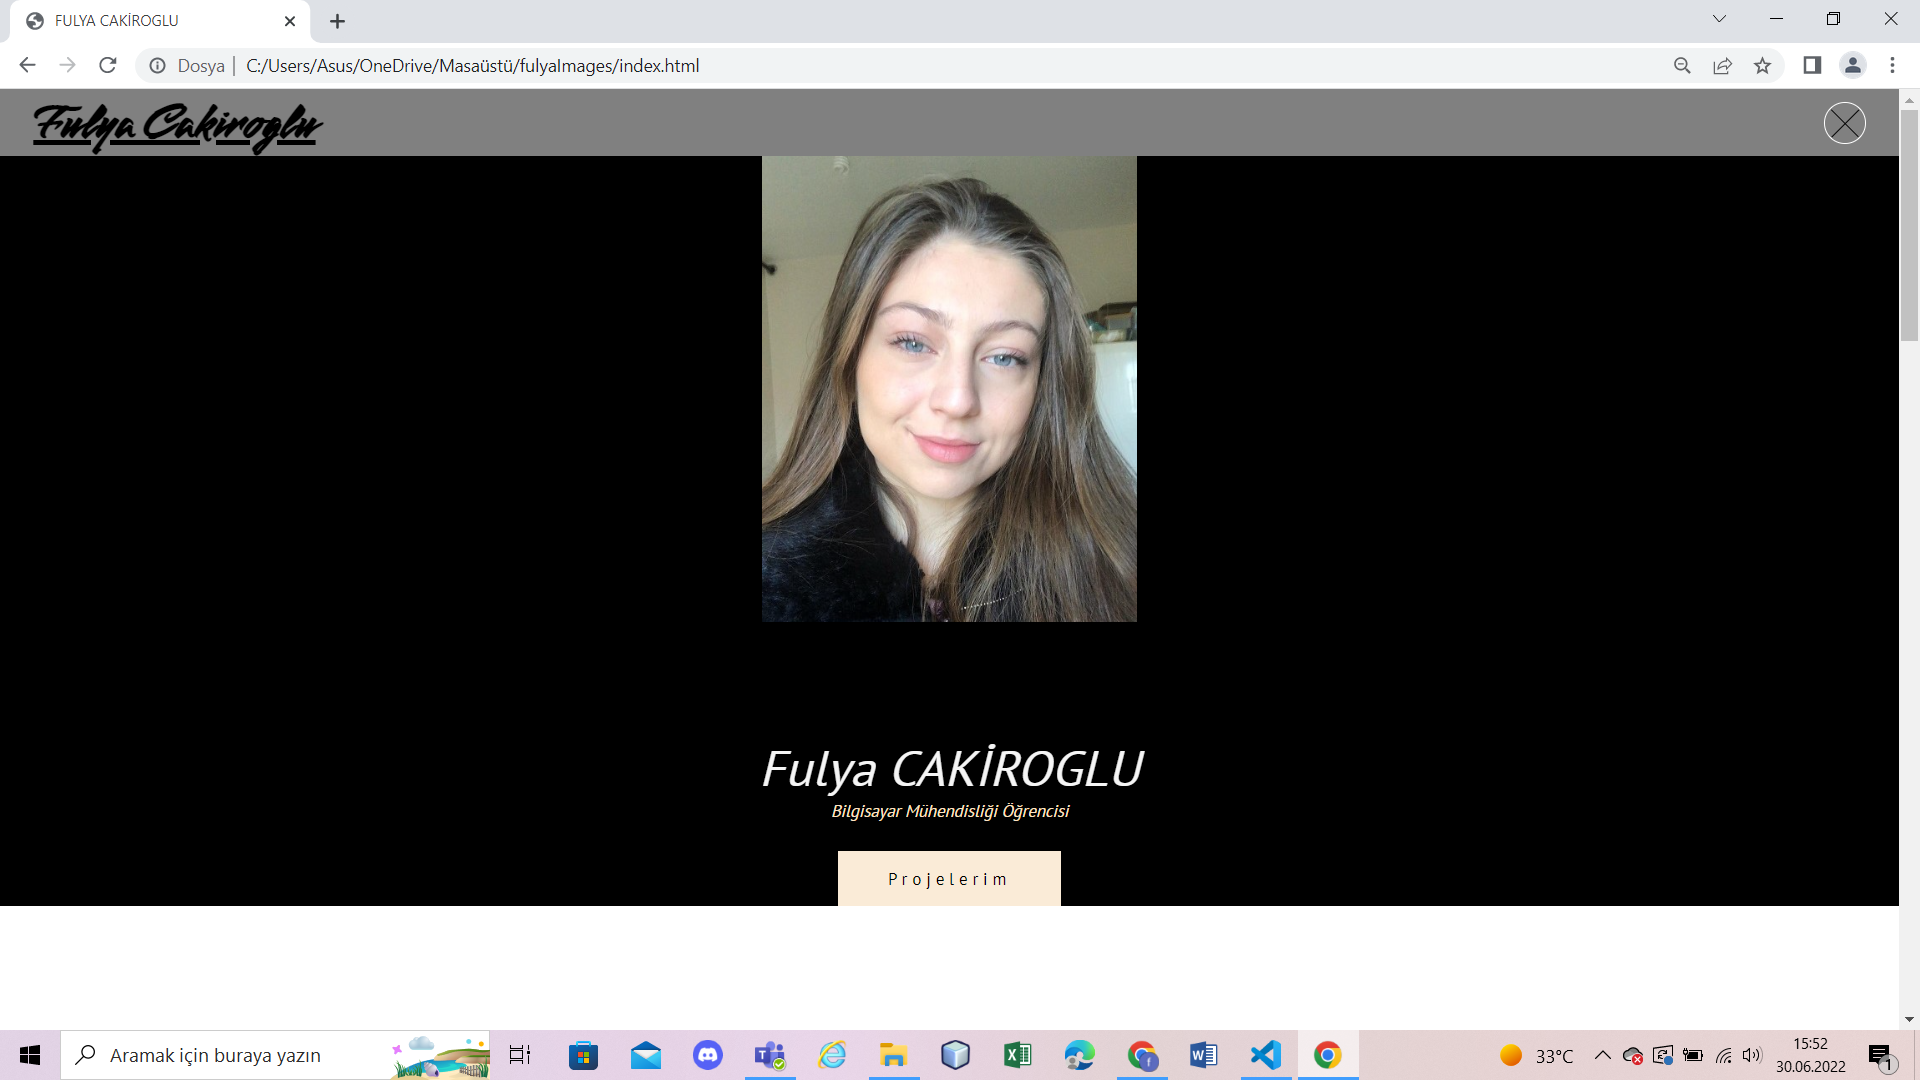 FULYA CAKİROGLU
Dosya C:/Users/Asus/OneDrive/Masaüstü/fulyaImages/index.html
Fulya Cakiroglu
Fulya CAKİROGLU
Bilgisayar Mühendisliği Öğrencisi
Projelerim
Aramak için buraya yazın
33°C
15:52
30.06.2022
1